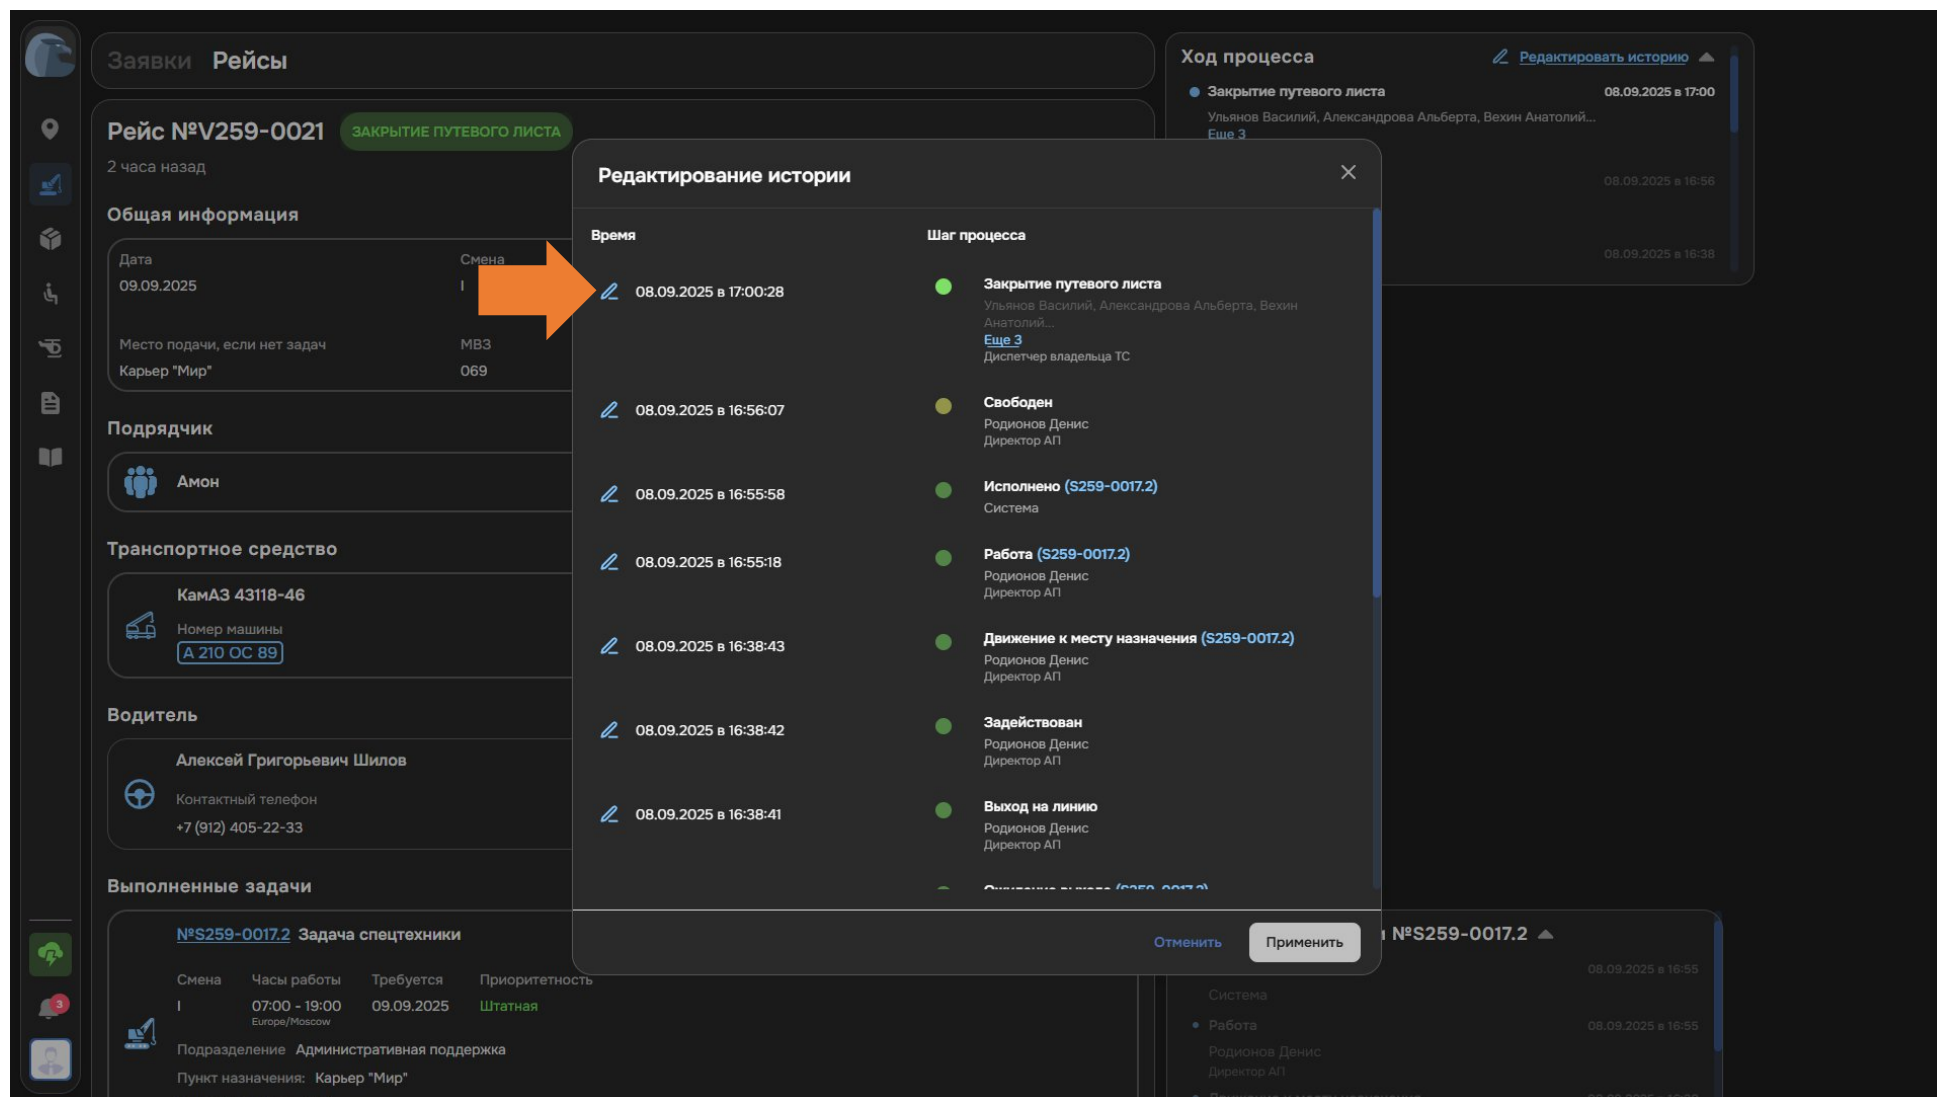 Заявки Рейсы
Рейс №V259-0021 ЗАКРЫТИЕ ПУТЕВОГО ЛИСТА
2 часа назад
Общая информация
Дата Смена
09.09.2025 I
Место подачи, если нет задач МВЗ
Карьер "Мир" 069
Подрядчик
Амон
Транспортное средство
КамАЗ 43118-46
Номер машины
А 210 ОС 89
Водитель
Алексей Григорьевич Шилов
Контактный телефон
+7 (912) 405-22-33
Выполненные задачи
№S259-0017.2 Задача спецтехники
Смена Часы работы Требуется Приоритетность
I 07:00 - 19:00 09.09.2025 Штатная
Europe/Moscow
Подразделение Административная поддержка
Пункт назначения: Карьер "Мир"
3
Редактирование истории
Время Шаг процесса
08.09.2025 в 17:00:28 Закрытие путевого листа
Ульянов Василий, Александрова Альберта, Вехин
Анатолий...
Еще 3
Диспетчер владельца ТС
08.09.2025 в 16:56:07 Свободен
Родионов Денис
Директор АП
08.09.2025 в 16:55:58 Исполнено (S259-0017.2)
Система
08.09.2025 в 16:55:18 Работа (S259-0017.2)
Родионов Денис
Директор АП
08.09.2025 в 16:38:43 Движение к месту назначения (S259-0017.2)
Родионов Денис
Директор АП
08.09.2025 в 16:38:42 Задействован
Родионов Денис
Директор АП
08.09.2025 в 16:38:41 Выход на линию
Родионов Денис
Директор АП
Отменить Применить
Ход процесса Редактировать историю
Закрытие путевого листа 08.09.2025 в 17:00
Ульянов Василий, Александрова Альберта, Вехин Анатолий...
Еще 3
08.09.2025 в 16:56
08.09.2025 в 16:38
№S259-0017.2
08.09.2025 в 16:55
Система
Работа 08.09.2025 в 16:55
Родионов Денис
Директор АП